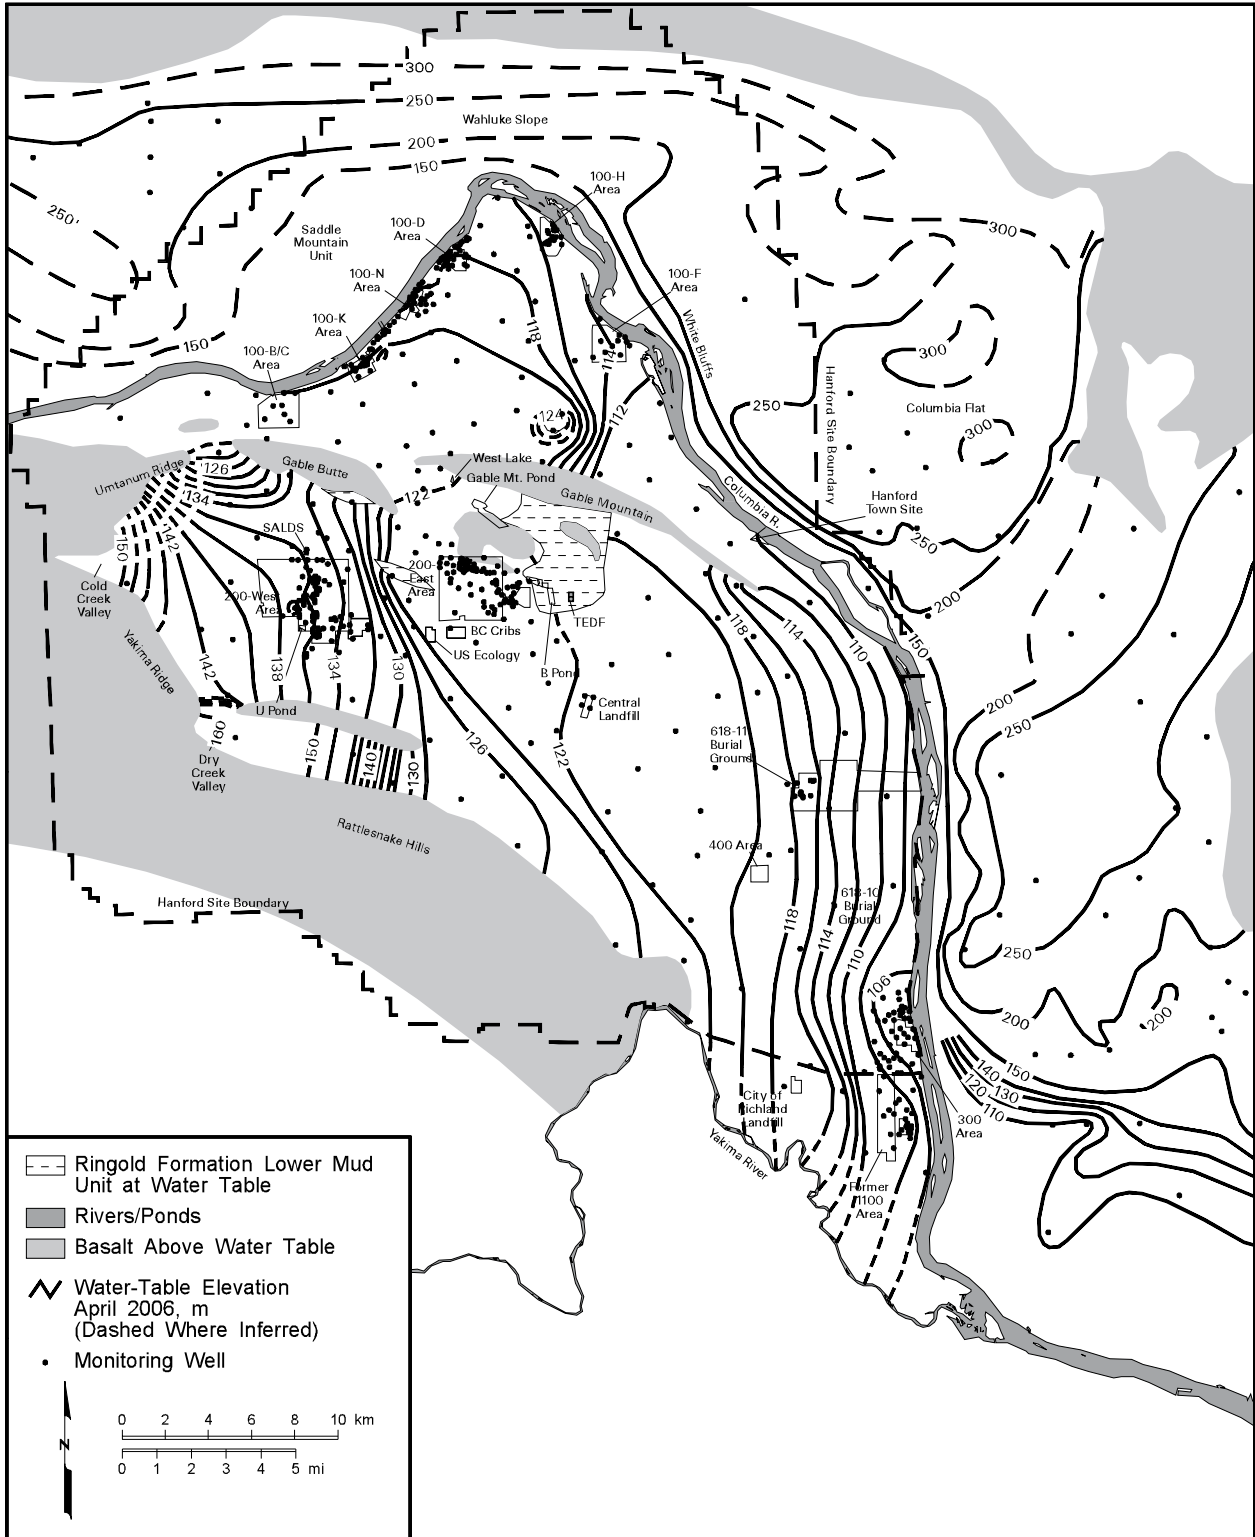 300
250
Wahluke Slope
200
150
100-H
Area
250'
100-D
Area
Saddle
Mountain
Unit
300
100-N
Area
100-F
Area
100-K
Area
118
White Bluffs
150
100-B/C
Area
114
300
Hanford Site Boundary
250
Columbia Flat
112
124
300
West Lake
Gable Mt. Pond
Umtanum Ridge
126
Gable Butte
134
122
Gable Mountain
Columbia R.
Hanford
Town Site
SALDS
150
142
250
Cold
Creek
Valley
200-West
Area
200-
East
Area
200
TEDF
118
114
110
150
BC Cribs
US Ecology
Yakima Ridge
142
138
134
130
B Pond
200
Central
Landfill
U Pond
250
160
126
122
618-11
Burial
Ground
150
140
130
Dry
Creek
Valley
Rattlesnake Hills
400 Area
618-10
Burial
Ground
Hanford Site Boundary
118
114
110
250
106
200
200
150
140
130
120
110
City of
Richland
Landfill
300
Area
Yakima River
Former
1100
Area
Ringold Formation Lower Mud
Unit at Water Table
Rivers/Ponds
Basalt Above Water Table
Water-Table Elevation
April 2006, m
(Dashed Where Inferred)
Monitoring Well
N
0 2 4 6 8 10 km
0 1 2 3 4 5 mi